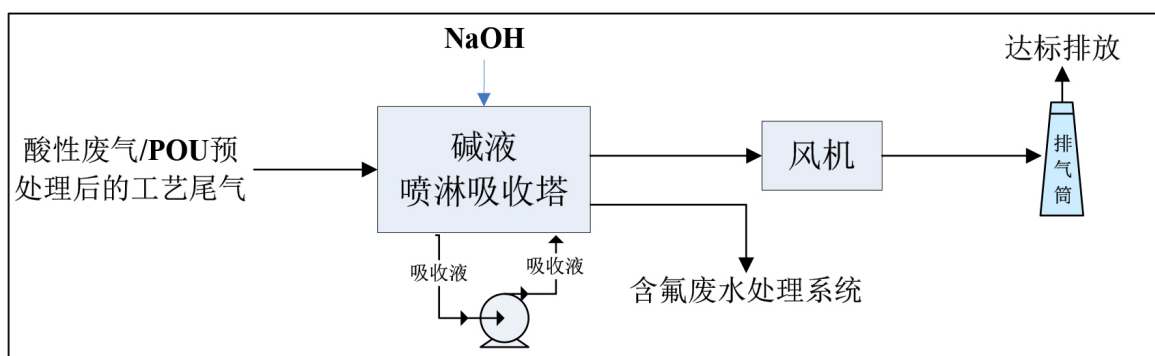 NaOH
达标排放
酸性废气/POU预
处理后的工艺尾气
碱液
喷淋吸收塔
风机
排气筒
吸收液
吸收液
含氟废水处理系统